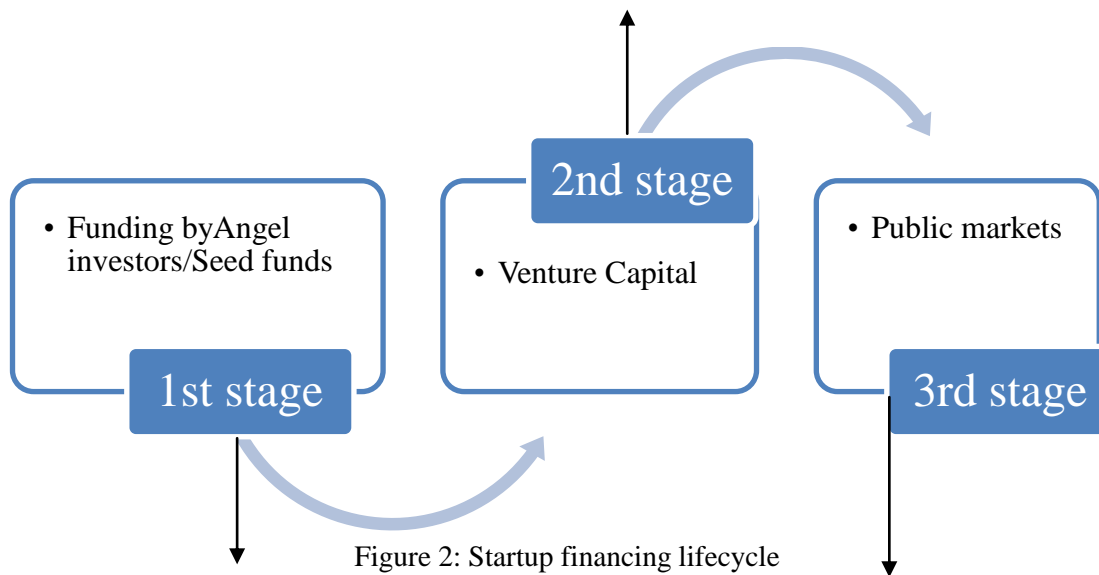 • Funding byAngel
investors/Seed funds
1st stage
2nd stage
• Venture Capital
• Public markets
3rd stage
Figure 2: Startup financing lifecycle